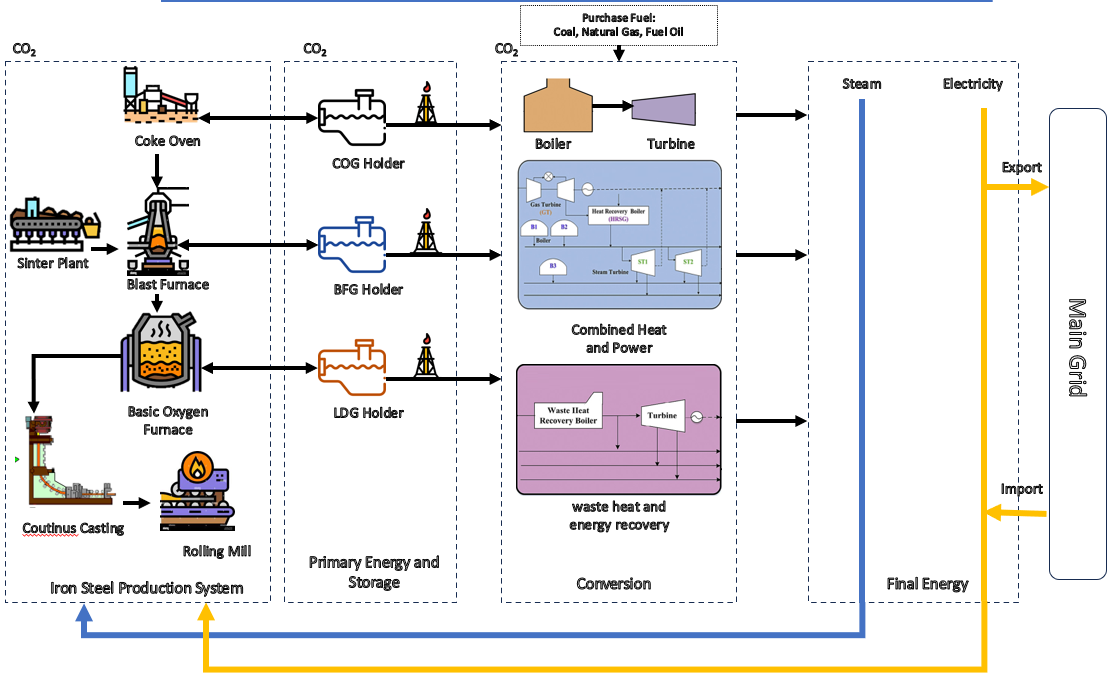 Purchase Fuel:
Coal, Natural Gas, Fuel Oil
CO2
CO2
CO2
Coke Oven
Sinter Plant
Blast Furnace
Basic Oxygen
Furnace
Coutinus Casting
Rolling Mill
Iron Steel Production System
COG Holder
BFG Holder
LDG Holder
Primary Energy and
Storage
Boiler
Turbine
Gas Turbine
(GT)
Heat Recovery Boiler
(HRSG)
B1
B2
Boiler
B3
Steam Turbine
ST1
ST2
Combined Heat
and Power
Waste Heat
Recovery Boiler
Turbine
waste heat and
energy recovery
Conversion
Steam
Electricity
Final Energy
Export
Import
Main Grid